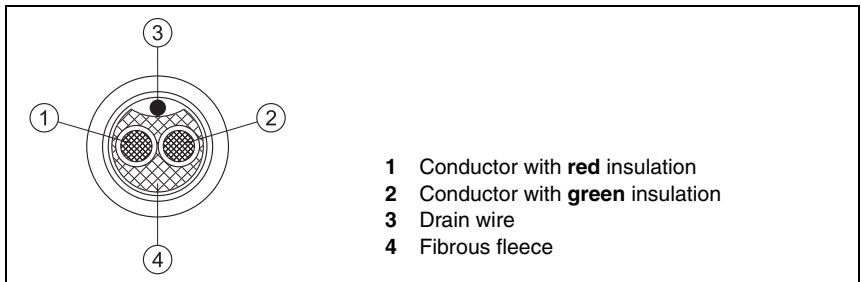 3
1
2
4
1 Conductor with red insulation
2 Conductor with green insulation
3 Drain wire
4 Fibrous fleece